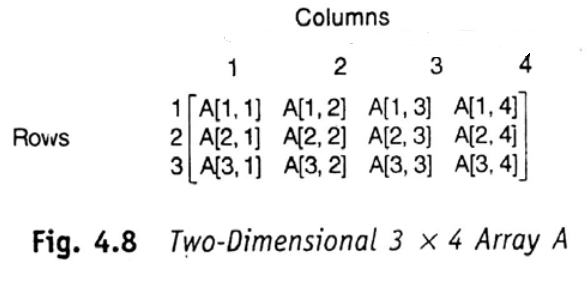 Columns
1 2 3 4
1 A[1, 1] A[1, 2] A[1, 3] A[1, 4]
Rows 2 A[2, 1] A[2, 2] A[2, 3] A[2, 4]
3 A[3, 1] A[3, 2] A[3, 3] A[3, 4]
Fig. 4.8 Two-Dimensional 3 × 4 Array A